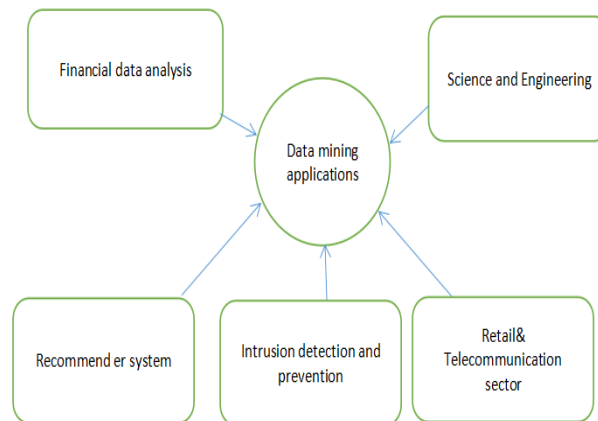 Financial data analysis
Science and Engineering
Data mining
applications
Recommend er system
Intrusion detection and
prevention
Retail&
Telecommunication
sector